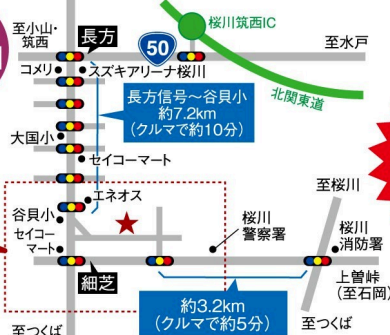 至小山・
筑西
長方
50
桜川筑西IC
至水戸
コメリ
スズキアリーナ桜川
北関東道
長方信号～谷貝小
約7.2km
(クルマで約10分)
大国小
セイコーマート
至桜川
エネオス
谷貝小
セイコー
マート
桜川
警察署
桜川
消防署
細芝
上曽峠
(至石岡)
約3.2km
(クルマで約5分)
至つくば
至つくば